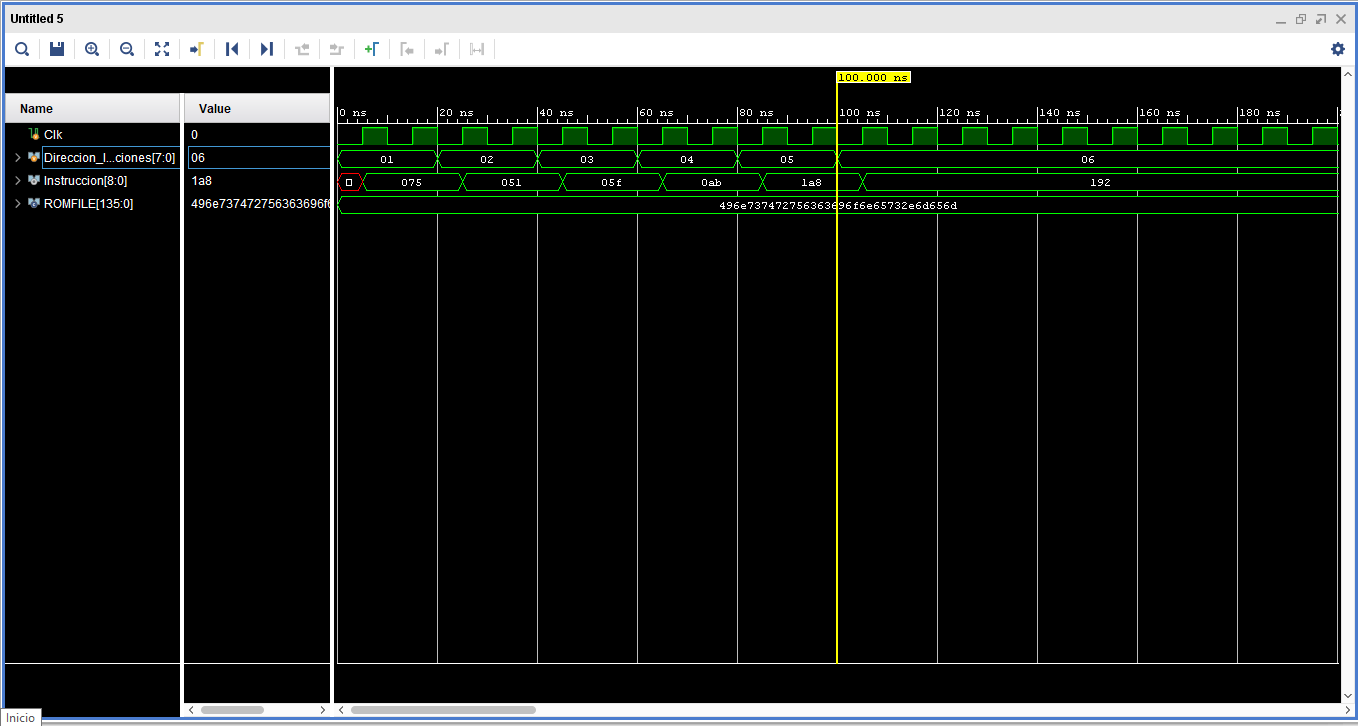 Untitled 5
100.000 ns
Name Value
0 ns 20 ns 40 ns 60 ns 80 ns 100 ns 120 ns 140 ns 160 ns 180 ns
Clk 0
Direccion_I...ciones[7:0] 06 01 02 03 04 05 06
Instruccion[8:0] 1a8 075 051 05f 0ab 1a8 192
ROMFILE[135:0] 496e737472756363696f6 496e737472756363696f6e65732e6d656d
Inicio